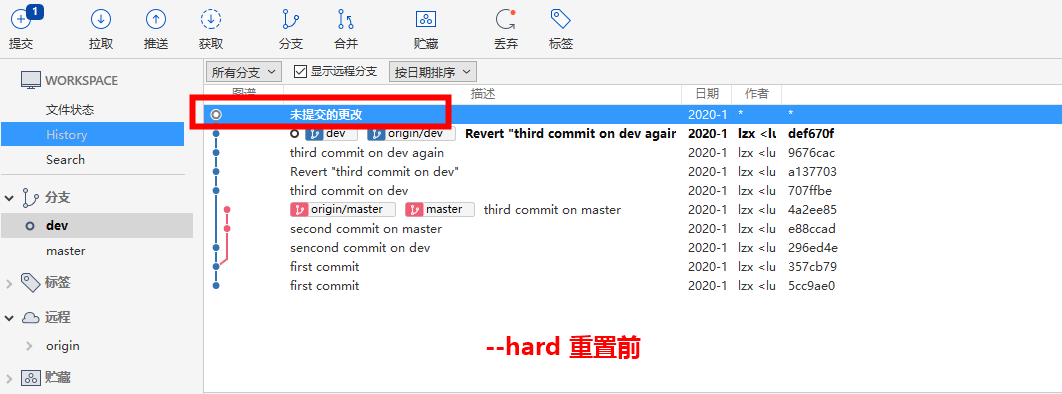 1
提交 拉取 推送 获取 分支 合并 贮藏 丢弃 标签
WORKSPACE
文件状态
History
Search
分支
dev
master
标签
远程
origin
贮藏
所有分支 显示远程分支 按日期排序
图谱 描述 日期 作者
未提交的更改 2020-1 * *
dev origin/dev Revert "third commit on dev again 2020-1 lzx <lu def670f
third commit on dev again 2020-1 lzx <lu 9676cac
Revert "third commit on dev" 2020-1 lzx <lu a137703
third commit on dev 2020-1 lzx <lu 707ffbe
origin/master master third commit on master 2020-1 lzx <lu 4a2ee85
second commit on master 2020-1 lzx <lu e88ccad
sencond commit on dev 2020-1 lzx <lu 296ed4e
first commit 2020-1 lzx <lu 357cb79
first commit 2020-1 lzx <lu 5cc9ae0
--hard 重置前